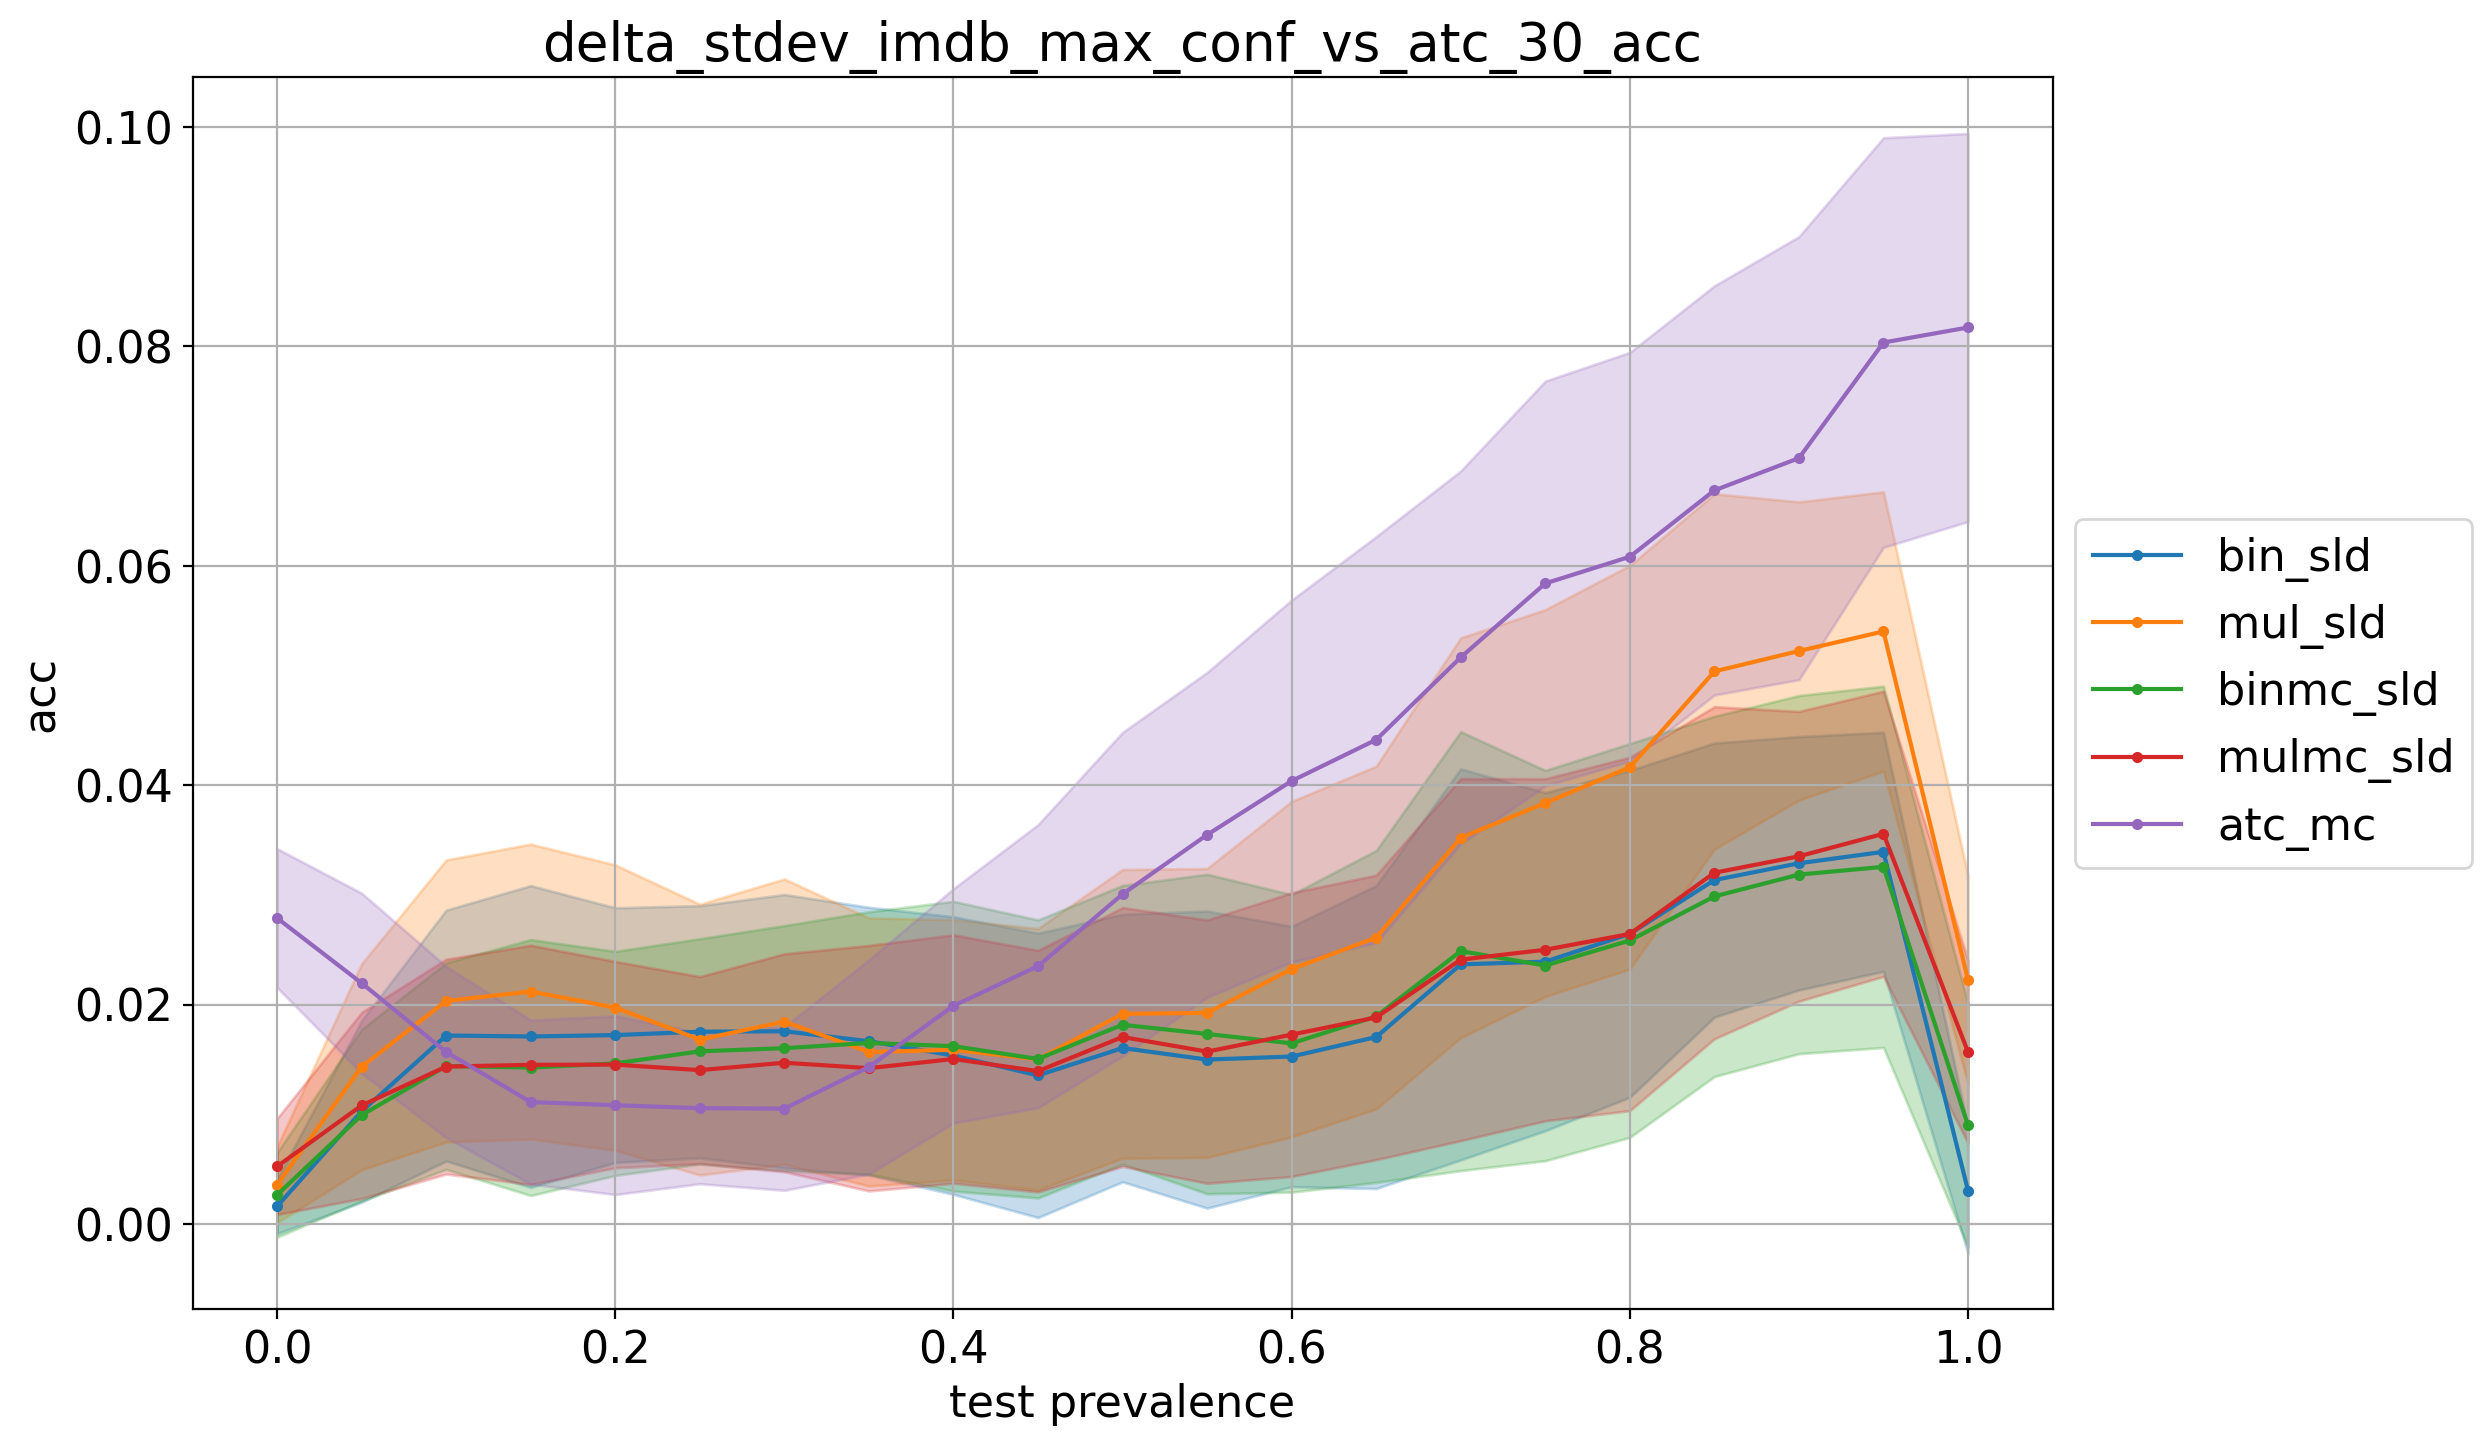 delta_stdev_imdb_max_conf_vs_atc_30_acc
0.10
0.08
0.06
0.04
0.02
0.00
acc
0.0 0.2 0.4 0.6 0.8 1.0
test prevalence
bin_sld
mul_sld
binmc_sld
mulmc_sld
atc_mc